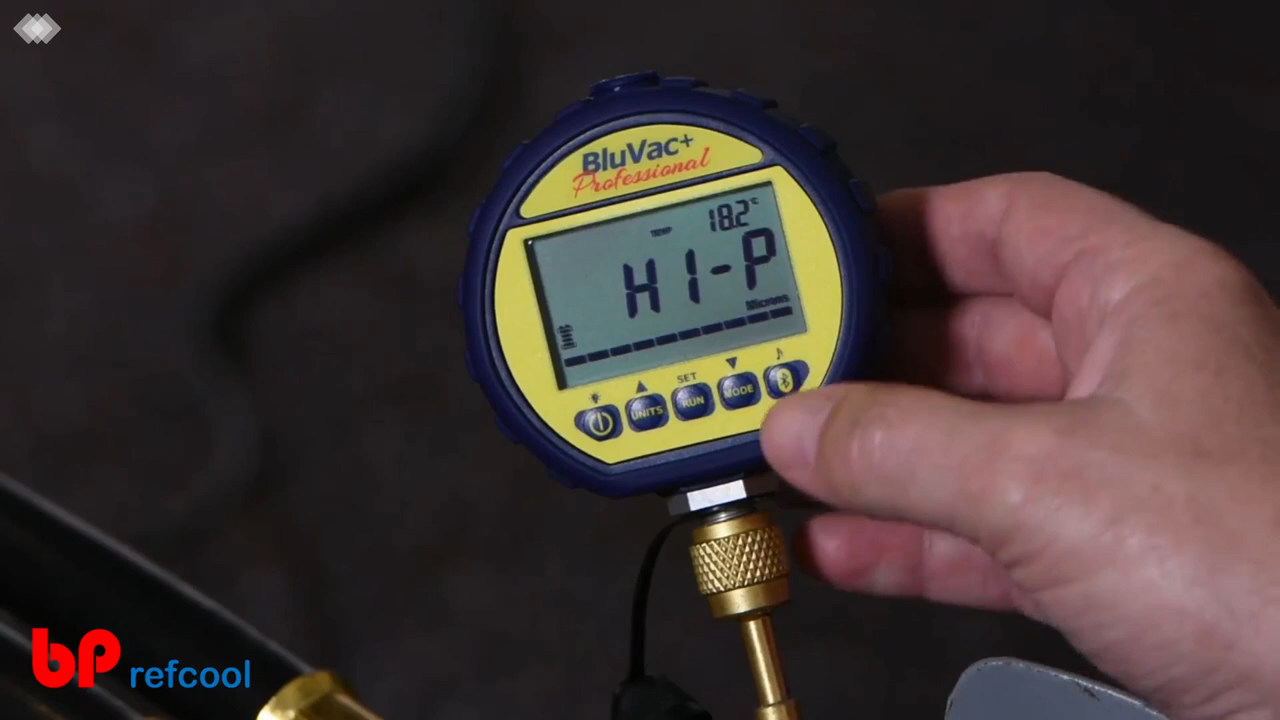 BluVac+
Professional
18.2°C
TEMP
HI-P
Microns
SET
UNITS
RUN
MODE
bp refcool